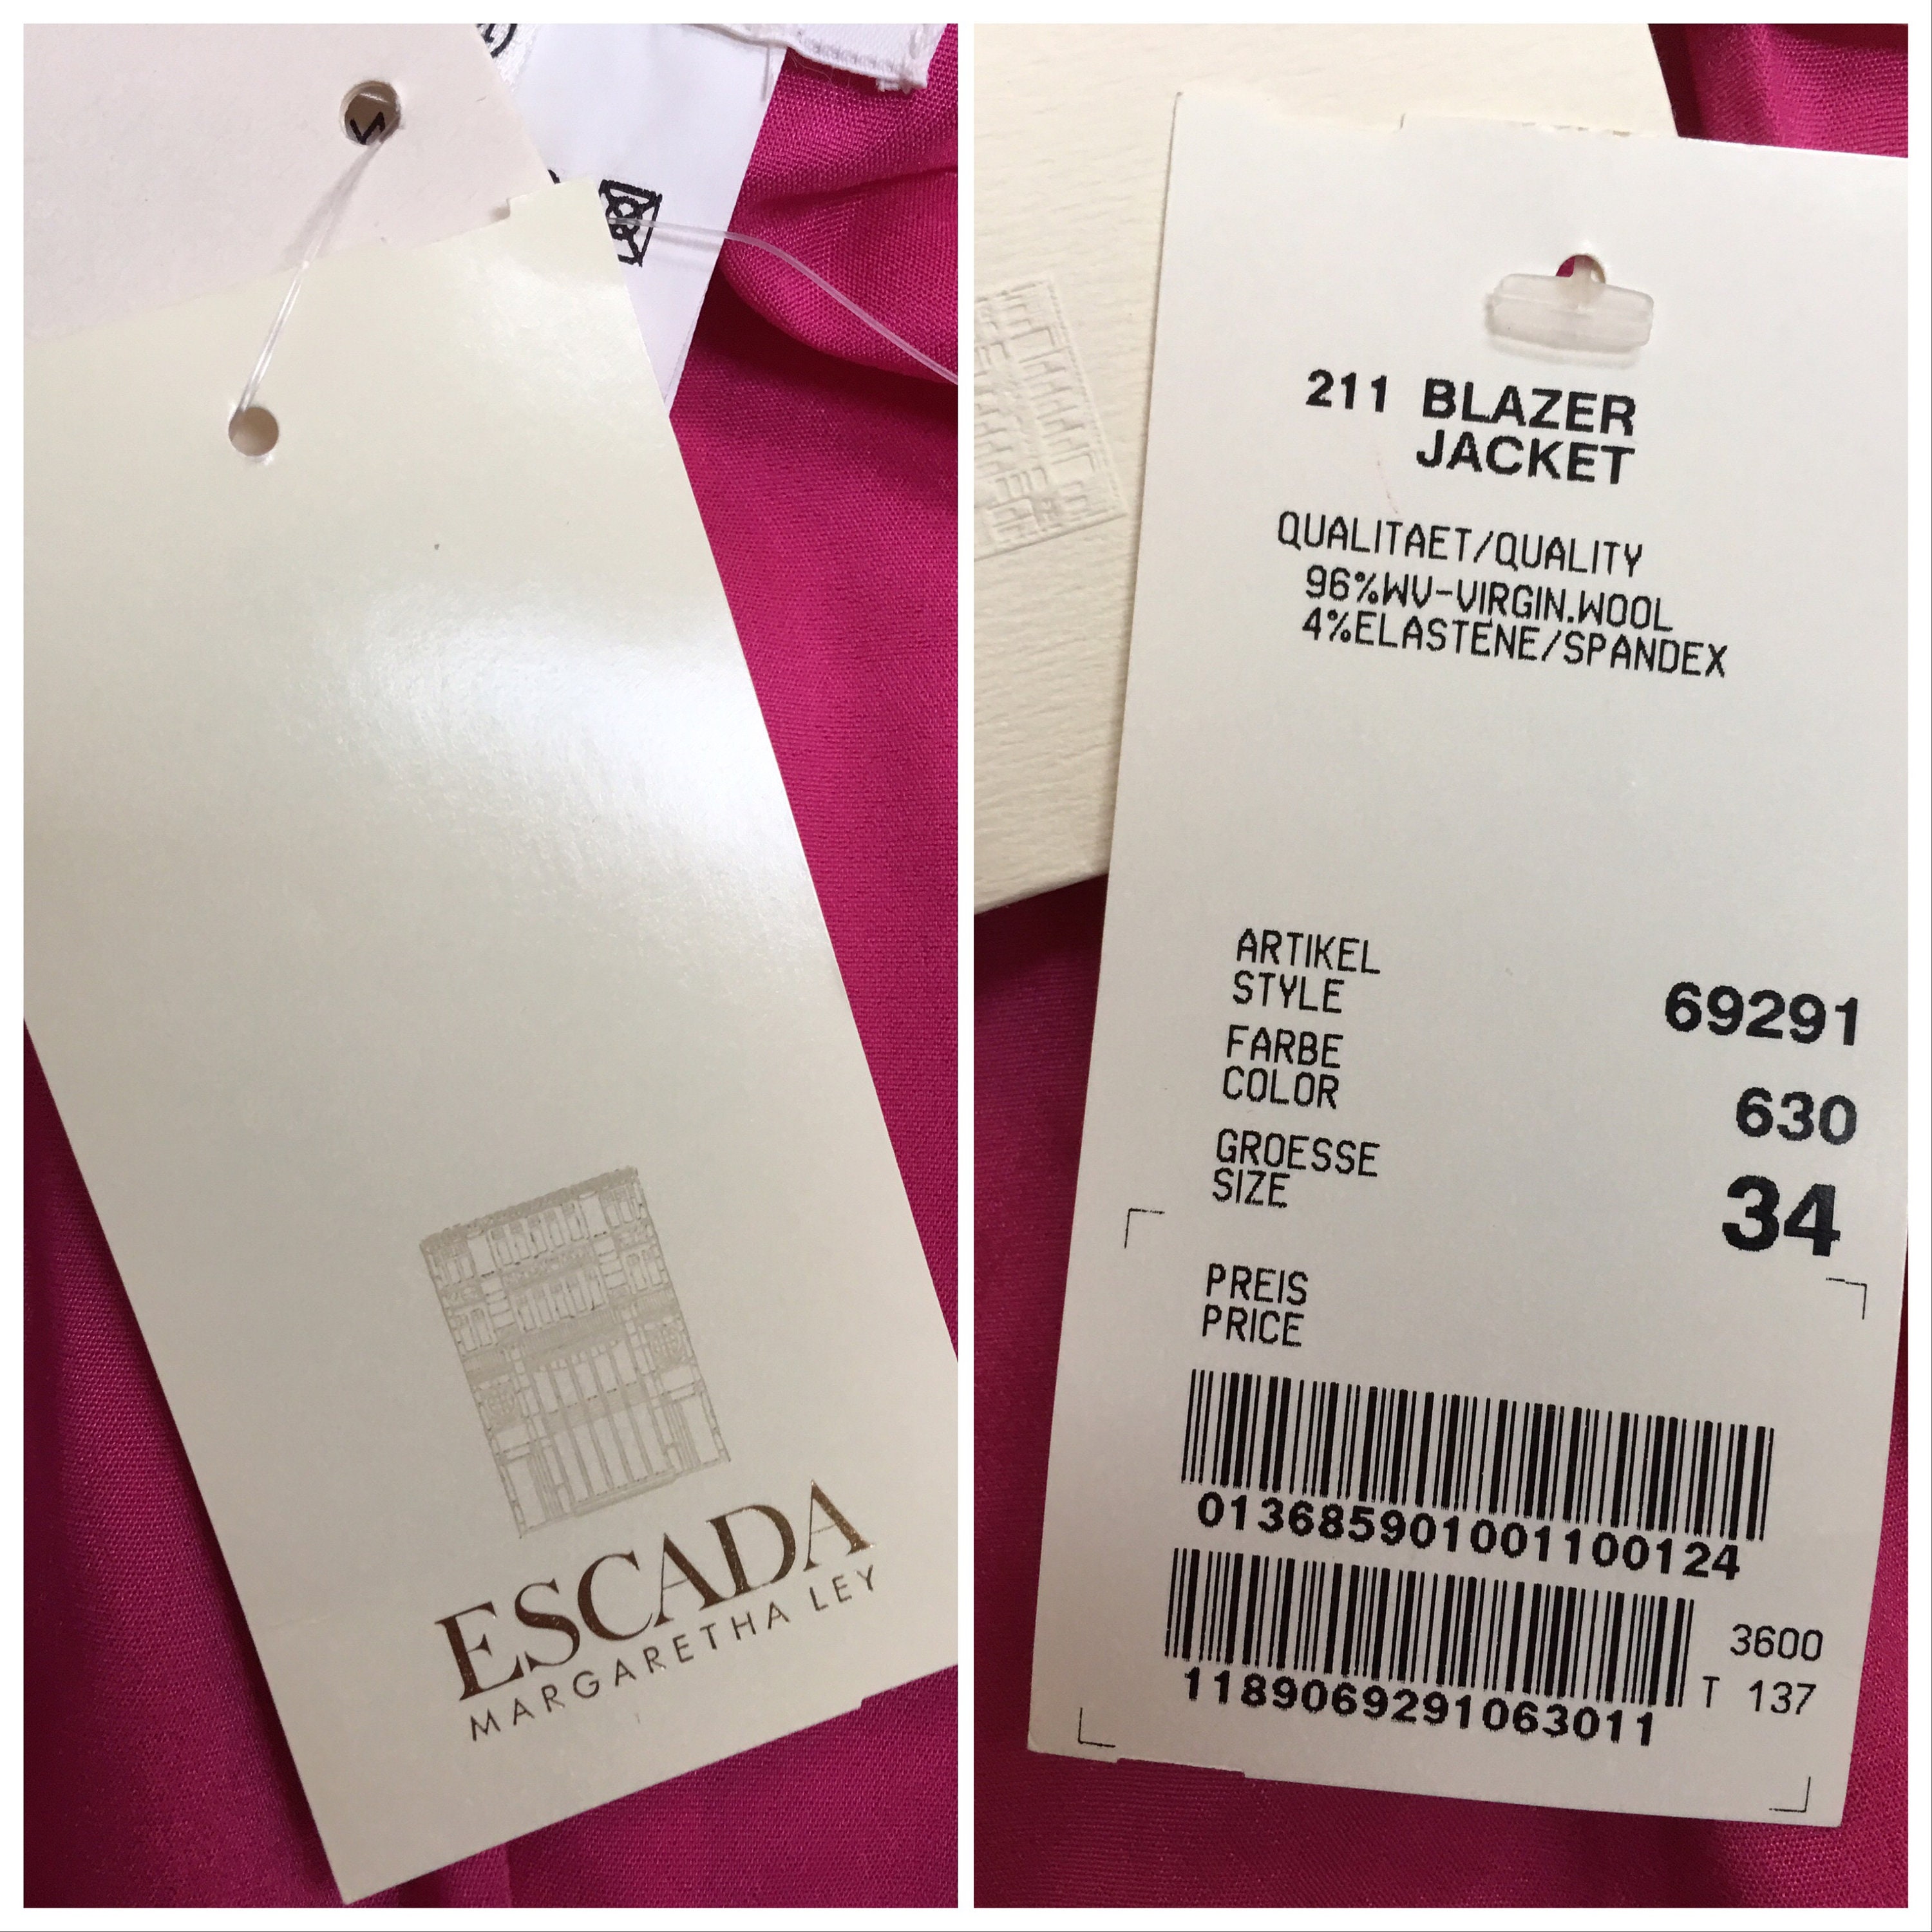 ESCADA
MARGARETHA LEY
211 BLAZER
JACKET
QUALITAET/QUALITY
96%WV-VIRGIN.WOOL
4%ELASTENE/SPANDEX
ARTIKEL
STYLE
69291
FARBE
COLOR
630
GROESSE
SIZE
34
PREIS
PRICE
013685901001100124
3600
T 137
1189069291063011